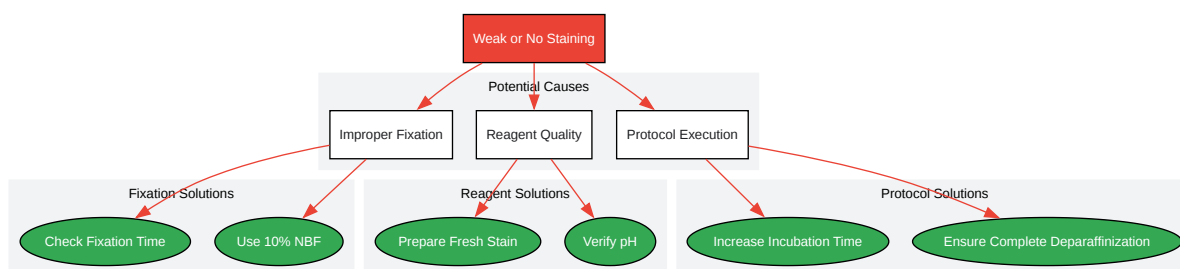 Weak or No Staining
Potential Causes
Improper Fixation
Reagent Quality
Protocol Execution
Fixation Solutions
Reagent Solutions
Protocol Solutions
Check Fixation Time
Use 10% NBF
Prepare Fresh Stain
Verify pH
Increase Incubation Time
Ensure Complete Deparaffinization